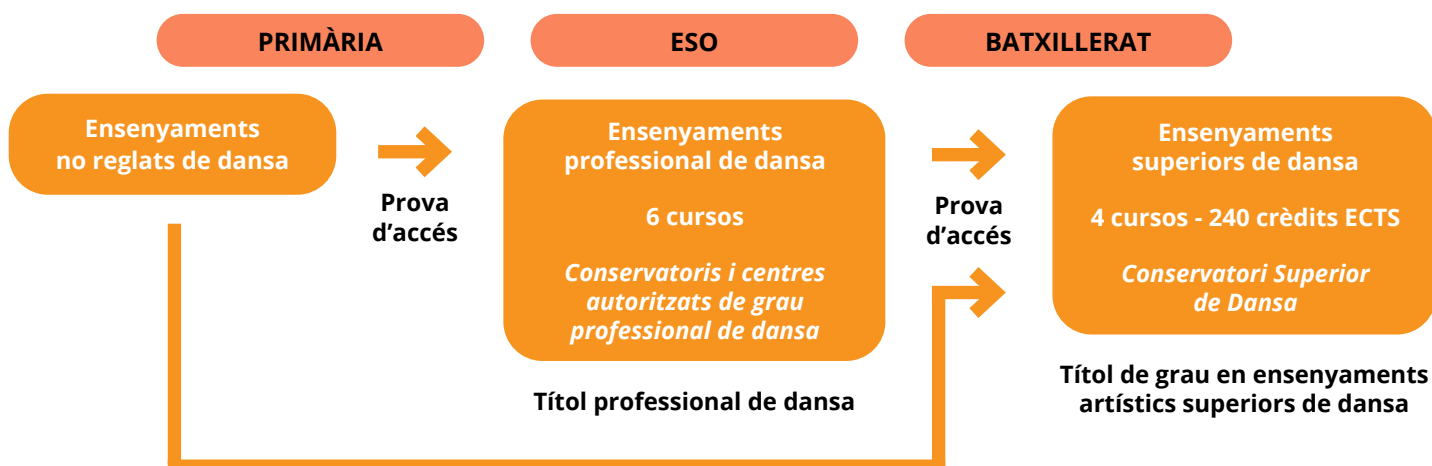 PRIMÀRIA
ESO
BATXILLERAT
Ensenyaments
no reglats de dansa
Prova
d'accés
Ensenyaments
professional de dansa
6 cursos
Conservatoris i centres
autoritzats de grau
professional de dansa
Títol professional de dansa
Prova
d'accés
Ensenyaments
superiors de dansa
4 cursos - 240 crèdits ECTS
Conservatori Superior
de Dansa
Títol de grau en ensenyaments
artístics superiors de dansa